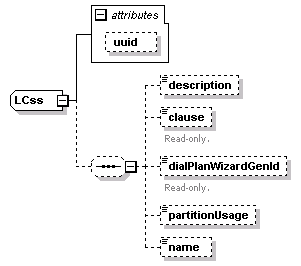 attributes
uuid
LCss
description
clause
Read-only.
dialPlanWizardGenId
Read-only.
partitionUsage
name